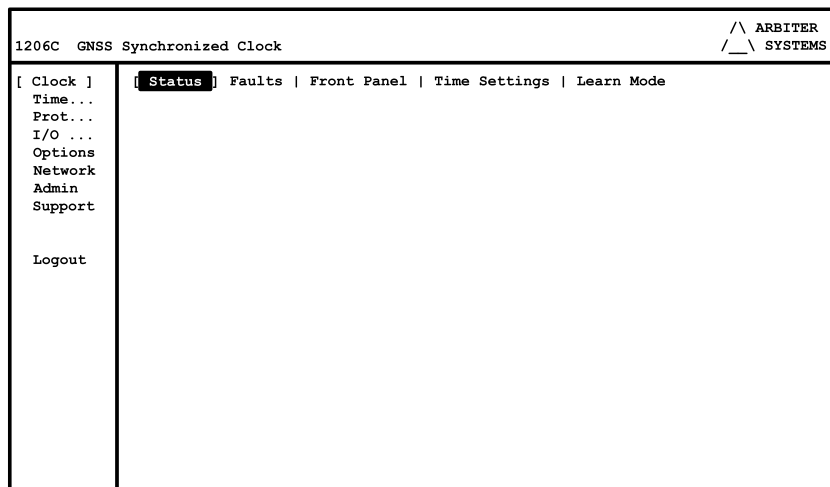 /\ ARBITER
1206C  GNSS Synchronized Clock /__\ SYSTEMS
[ Clock ] [ Status ] Faults | Front Panel | Time Settings | Learn Mode
Time...
Prot...
I/O ...
Options
Network
Admin
Support
Logout